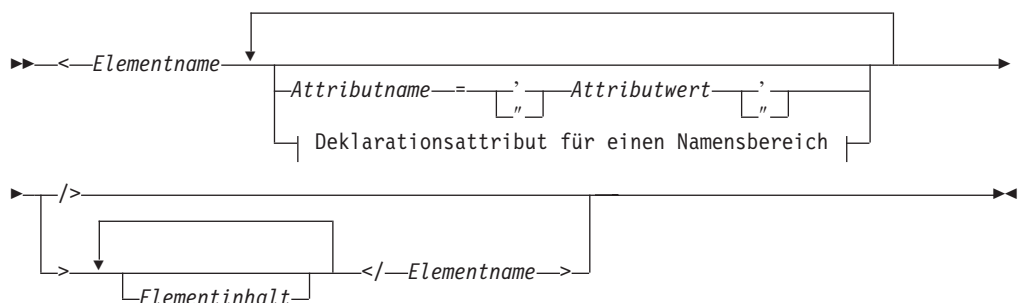 < Elementname
Attributname = ' Attributwert '
" "
Deklarationsattribut für einen Namensbereich
/>
> </ Elementname >
Elementinhalt